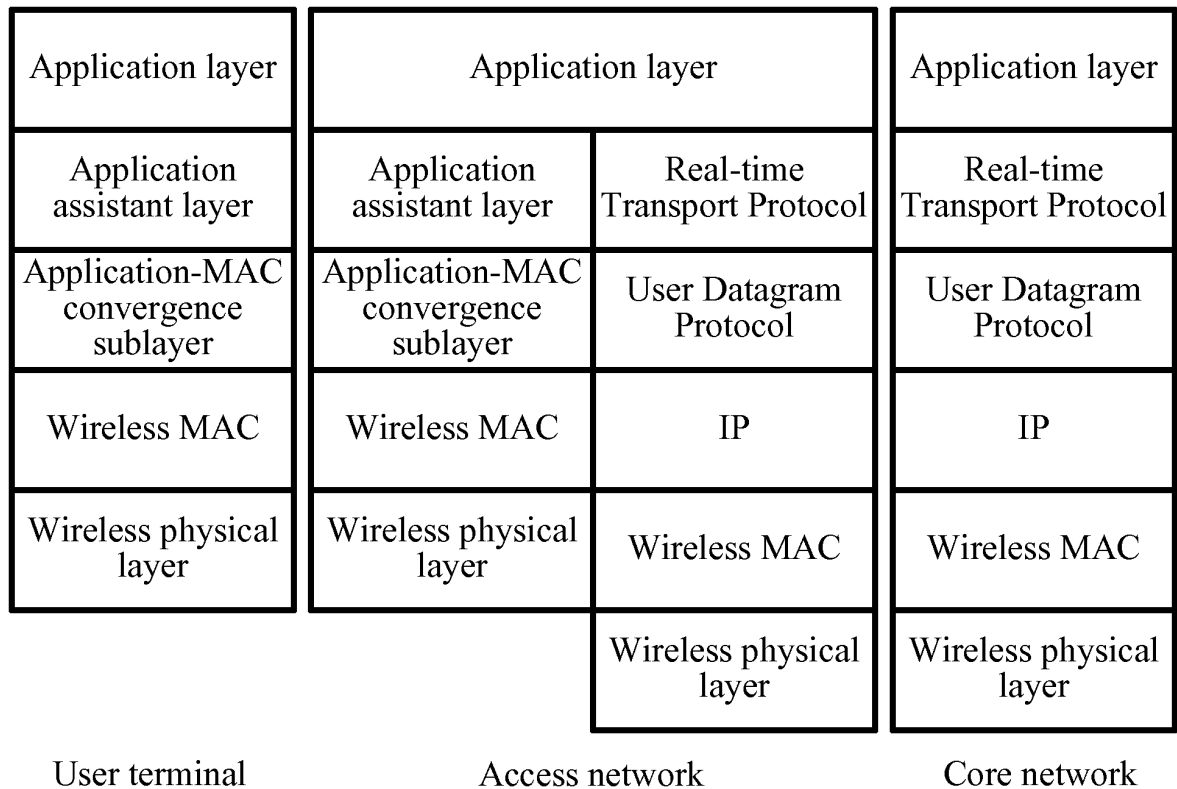 Application layer
Application layer
Application layer
Application
assistant layer
Application
assistant layer
Real-time
Transport Protocol
Real-time
Transport Protocol
Application-MAC
convergence
sublayer
Application-MAC
convergence
sublayer
User Datagram
Protocol
User Datagram
Protocol
Wireless MAC
Wireless MAC
IP
IP
Wireless physical
layer
Wireless physical
layer
Wireless MAC
Wireless MAC
Wireless physical
layer
Wireless physical
layer
User terminal
Access network
Core network